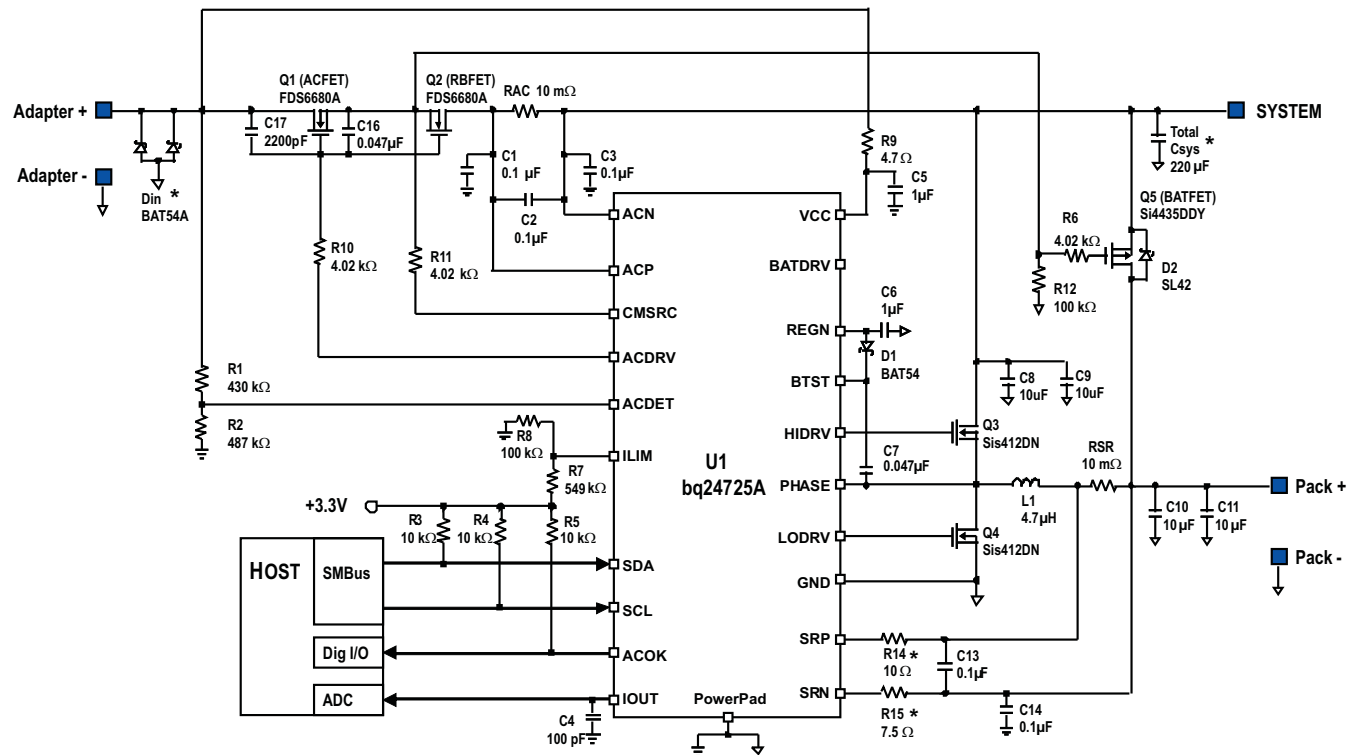 Q1 (ACFET)
FDS6680A
Q2 (RBFET)
FDS6680A
RAC 10 mΩ
Adapter +
SYSTEM
C17
2200pF
C16
0.047µF
R9
4.7 Ω
Total
Csys *
220 µF
C1
0.1 µF
C3
0.1µF
C5
1µF
Adapter -
Din *
BAT54A
C2
0.1µF
Q5 (BATFET)
Si4435DDY
R6
4.02 kΩ
R10
4.02 kΩ
R11
4.02 kΩ
R12
100 kΩ
D2
SL42
ACN
ACP
CMSRC
ACDRV
ACDET
ILIM
SDA
SCL
ACOK
IOUT
VCC
BATDRV
REGN
BTST
HIDRV
PHASE
LODRV
GND
SRP
SRN
PowerPad
U1
bq24725A
C6
1µF
D1
BAT54
R1
430 kΩ
R2
487 kΩ
C8
10uF
C9
10uF
R8
100 kΩ
R7
549 kΩ
C7
0.047µF
Q3
Sis412DN
RSR
10 mΩ
L1
4.7µH
Pack +
C10
10 µF
C11
10 µF
Q4
Sis412DN
Pack -
+3.3V
R3
10 kΩ
R4
10 kΩ
R5
10 kΩ
HOST
SMBus
Dig I/O
ADC
C4
100 pF
R14 *
10 Ω
C13
0.1µF
R15 *
7.5 Ω
C14
0.1µF